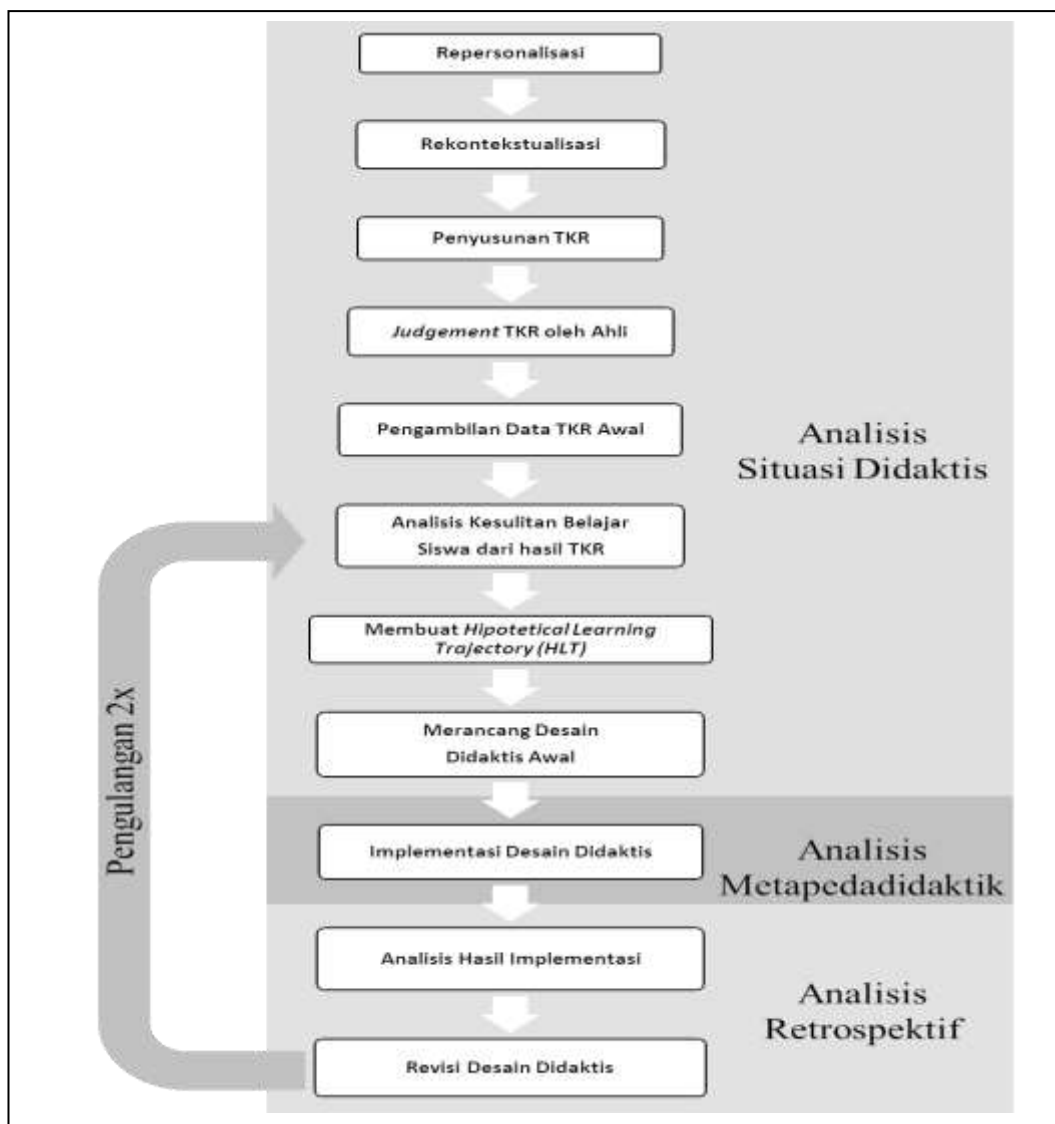 Repersonalisasi
Rekontekstualisasi
Penyusunan TKR
Judgement TKR oleh Ahli
Pengambilan Data TKR Awal
Analisis Kesulitan Belajar
Siswa dari hasil TKR
Membuat Hipotetical Learning
Trajectory (HLT)
Merancang Desain
Didaktis Awal
Analisis
Situasi Didaktis
Implementasi Desain Didaktis
Analisis
Metapedadidaktik
Analisis Hasil Implementasi
Revisi Desain Didaktis
Analisis
Retrospektif
Pengulangan 2x